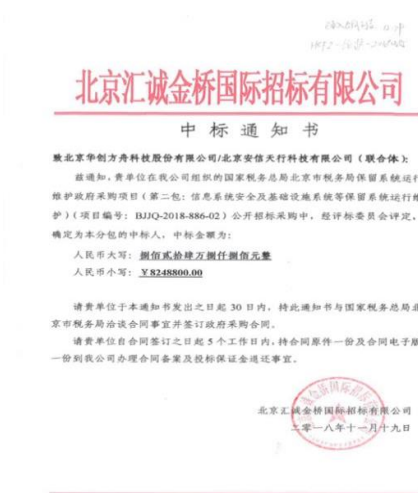 北京汇诚金桥国际招标有限公司
中标通知书
致北京华创方舟科技股份有限公司/北京安信天行科技有限公司（联合体）：
兹通知，贵单位在我公司组织的国家税务总局北京市税务局保留系统运行
维护政府采购项目（第二包：信息系统安全及基础设施系统等保留系统运行维
护）（项目编号：BJJQ-2018-886-02）公开招标采购中，经评标委员会评定，
确定为本分包的中标人，中标金额为：
人民币大写：捌佰贰拾肆万捌仟捌佰元整
人民币小写：￥8248800.00
请贵单位于本通知书发出之日起 30 日内，持此通知书与国家税务总局北
京市税务局洽谈合同事宜并签订政府采购合同。
请贵单位自合同签订之日起 5 个工作日内，持合同原件一份及合同电子版
一份到我公司办理合同备案及投标保证金退还事宜。
北京汇诚金桥国际招标有限公司
二零一八年十一月十九日